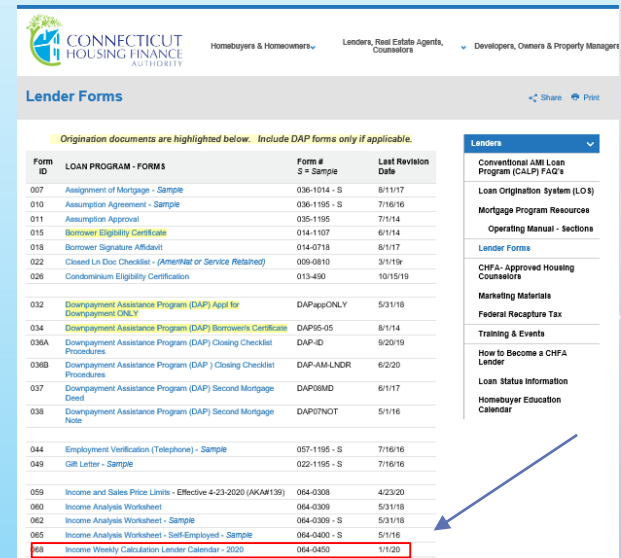 CONNECTICUT
HOUSING FINANCE
AUTHORITY
Homebuyers & Homeowners
Lenders, Real Estate Agents,
Counselors
Developers, Owners & Property Managers
Lender Forms
Share Print
Origination documents are highlighted below. Include DAP forms only if applicable.
Form ID LOAN PROGRAM - FORMS Form # S = Sample Last Revision Date
007 Assignment of Mortgage - Sample 036-1014 - S 8/11/17
010 Assumption Agreement - Sample 036-1195 - S 7/16/16
011 Assumption Approval 035-1195 7/1/14
015 Borrower Eligibility Certificate 014-1107 6/1/14
018 Borrower Signature Affidavit 014-0718 8/1/17
022 Closed Ln Doc Checklist - (AmeriNat or Service Retained) 009-0810 3/1/19r
026 Condominium Eligibility Certification 013-490 10/15/19
032 Downpayment Assistance Program (DAP) Appl for DAPappONLY 5/31/18
Downpayment ONLY
034 Downpayment Assistance Program (DAP) Borrower's Certificate DAP95-05 8/1/14
036A Downpayment Assistance Program (DAP) Closing Checklist DAP-ID 9/20/19
Procedures
036B Downpayment Assistance Program (DAP ) Closing Checklist DAP-AM-LNDR 6/2/20
Procedures
037 Downpayment Assistance Program (DAP) Second Mortgage DAP08MD 6/1/17
Deed
038 Downpayment Assistance Program (DAP) Second Mortgage DAP07NOT 5/1/16
Note
044 Employment Verification (Telephone) - Sample 057-1195 - S 7/16/16
049 Gift Letter - Sample 022-1195 - S 7/16/16
059 Income and Sales Price Limits - Effective 4-23-2020 (AKA#139) 064-0308 4/23/20
060 Income Analysis Worksheet 064-0309 5/31/18
062 Income Analysis Worksheet - Sample 064-0309 - S 5/31/18
065 Income Analysis Worksheet - Self-Employed - Sample 064-0400 - S 5/1/16
068 Income Weekly Calculation Lender Calendar - 2020 064-0450 1/1/20
Lenders
Conventional AMI Loan
Program (CALP) FAQ's
Loan Origination System (LOS)
Mortgage Program Resources
Operating Manual - Sections
Lender Forms
CHFA- Approved Housing
Counselors
Marketing Materials
Federal Recapture Tax
Training & Events
How to Become a CHFA
Lender
Loan Status Information
Homebuyer Education
Calendar